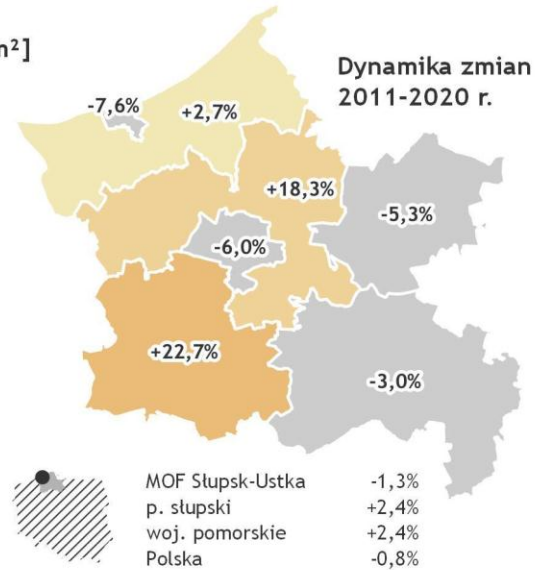 m²]
Dynamika zmian
2011-2020 r.
-7,6%
+2,7%
+18,3%
-5,3%
-6,0%
+22,7%
-3,0%
MOF Słupsk-Ustka -1,3%
p. słupski +2,4%
woj. pomorskie +2,4%
Polska -0,8%